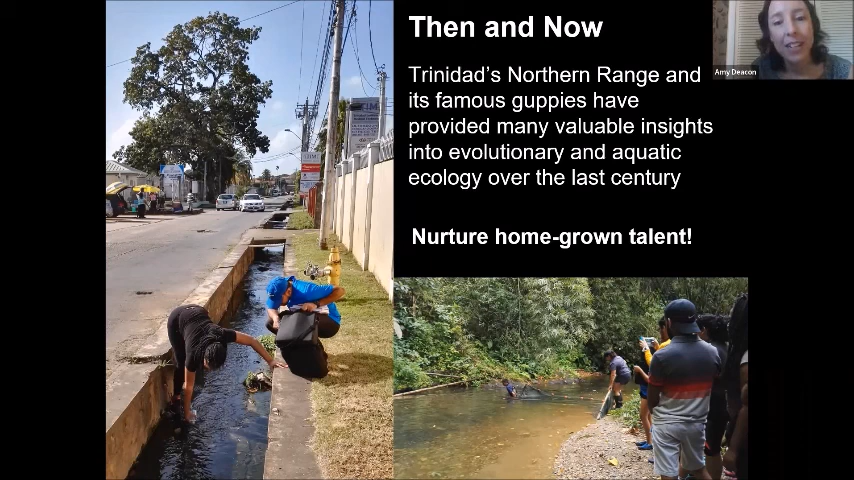 Then and Now
Trinidad's Northern Range and
its famous guppies have
provided many valuable insights
into evolutionary and aquatic
ecology over the last century
Nurture home-grown talent!
Amy Deacon